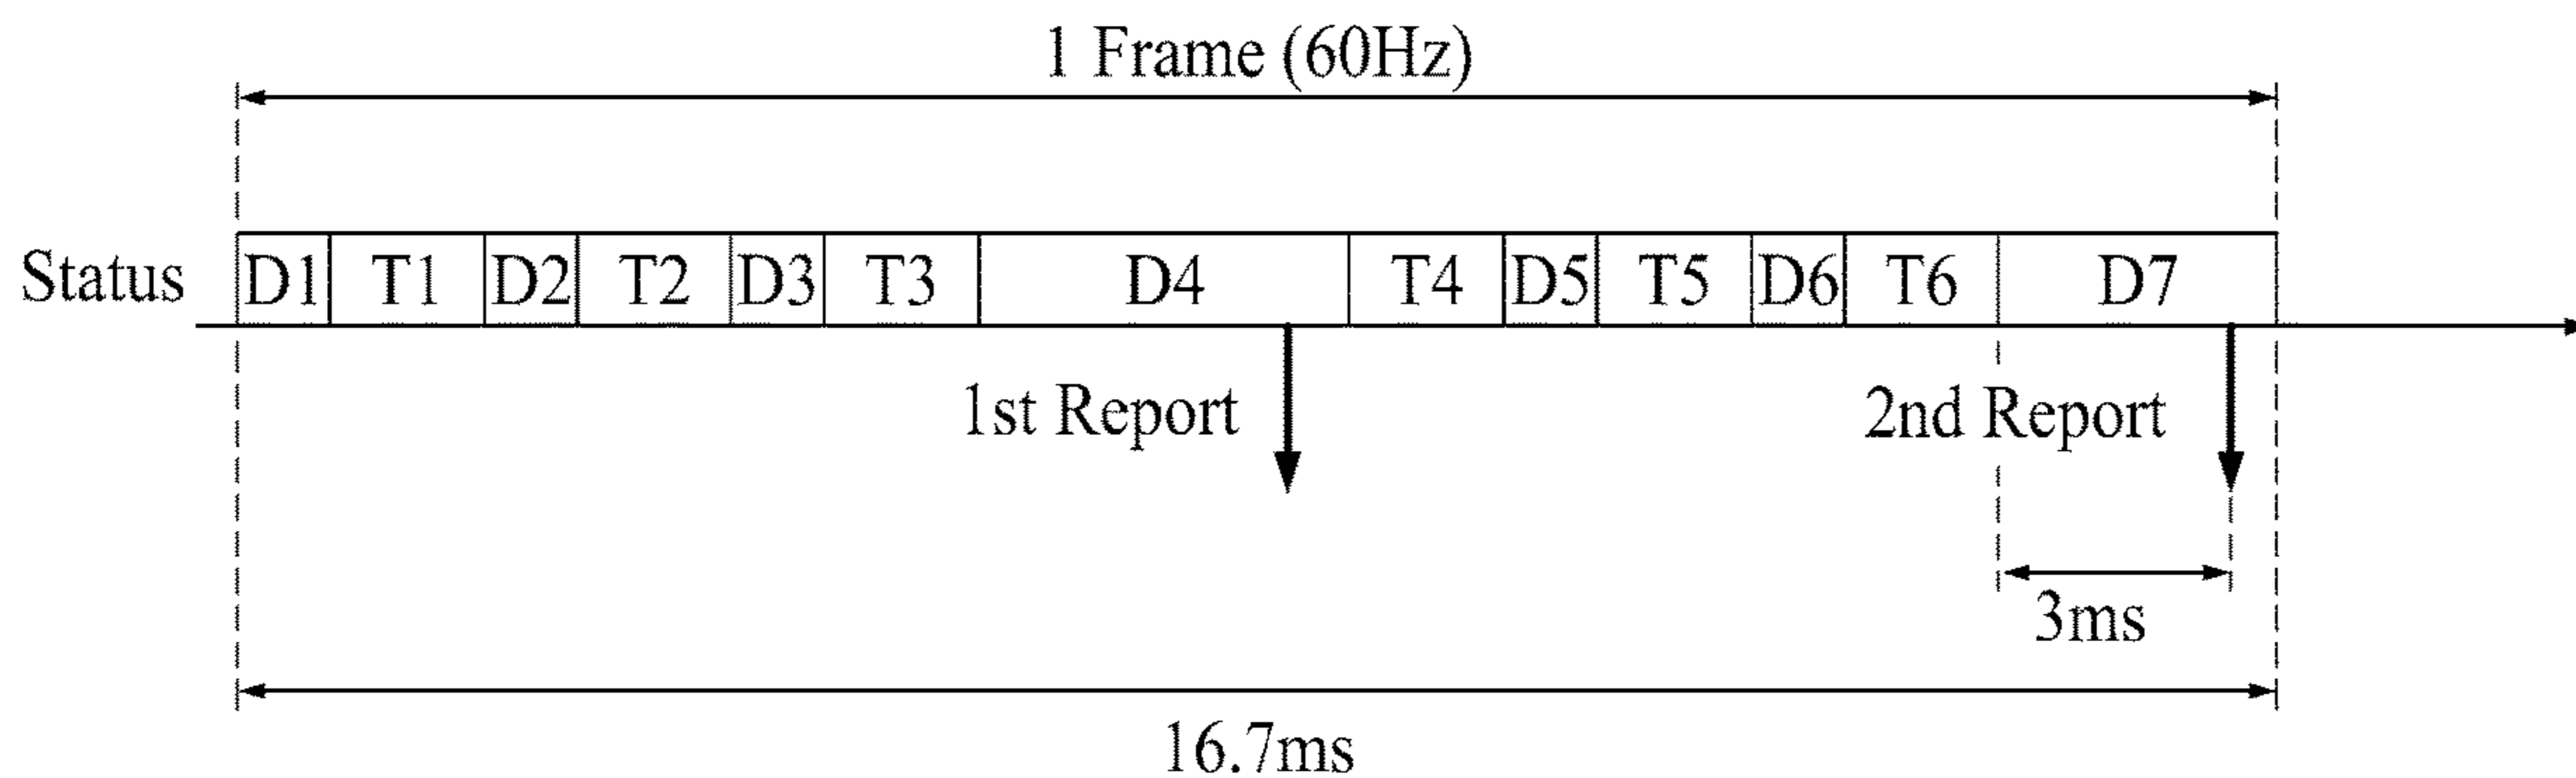 1 Frame (60Hz)
Status D1 T1 D2 T2 D3 T3 D4 T4 D5 T5 D6 T6 D7
1st Report 2nd Report
3ms
16.7ms